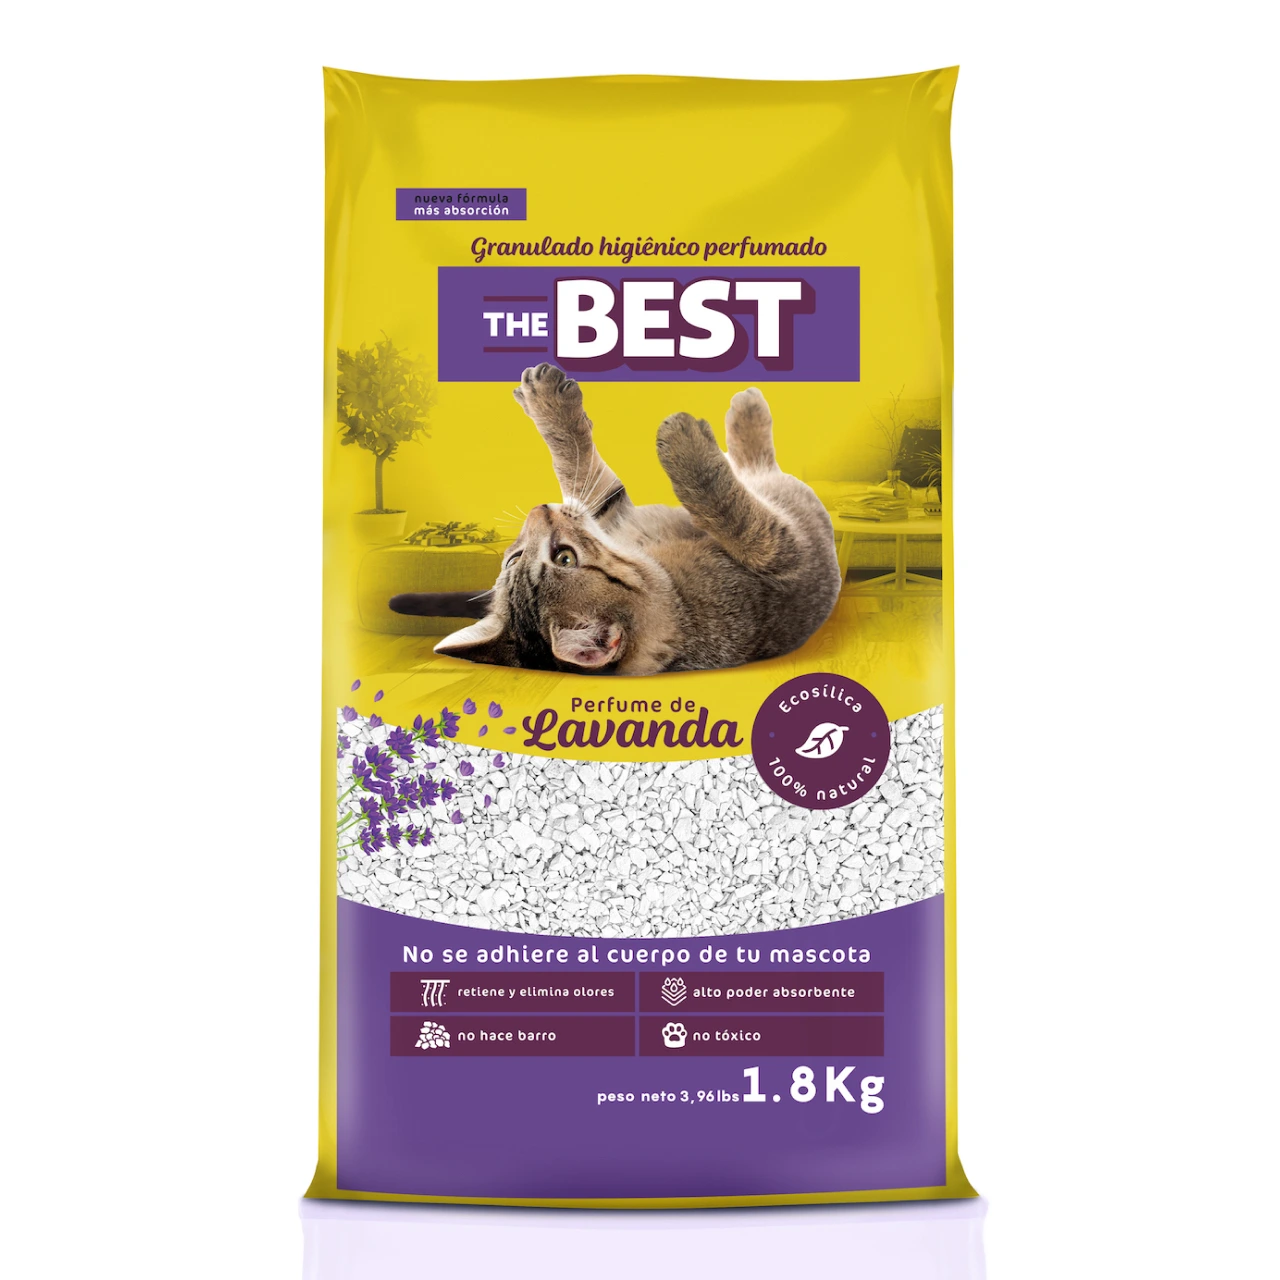 nueva fórmula
más absorción
Granulado higiênico perfumado
THE BEST
Perfume de
Lavanda
Ecosílica
100% natural
No se adhiere al cuerpo de tu mascota
retiene y elimina olores
alto poder absorbente
no hace barro
no tóxico
peso neto 3,96lbs 1.8Kg